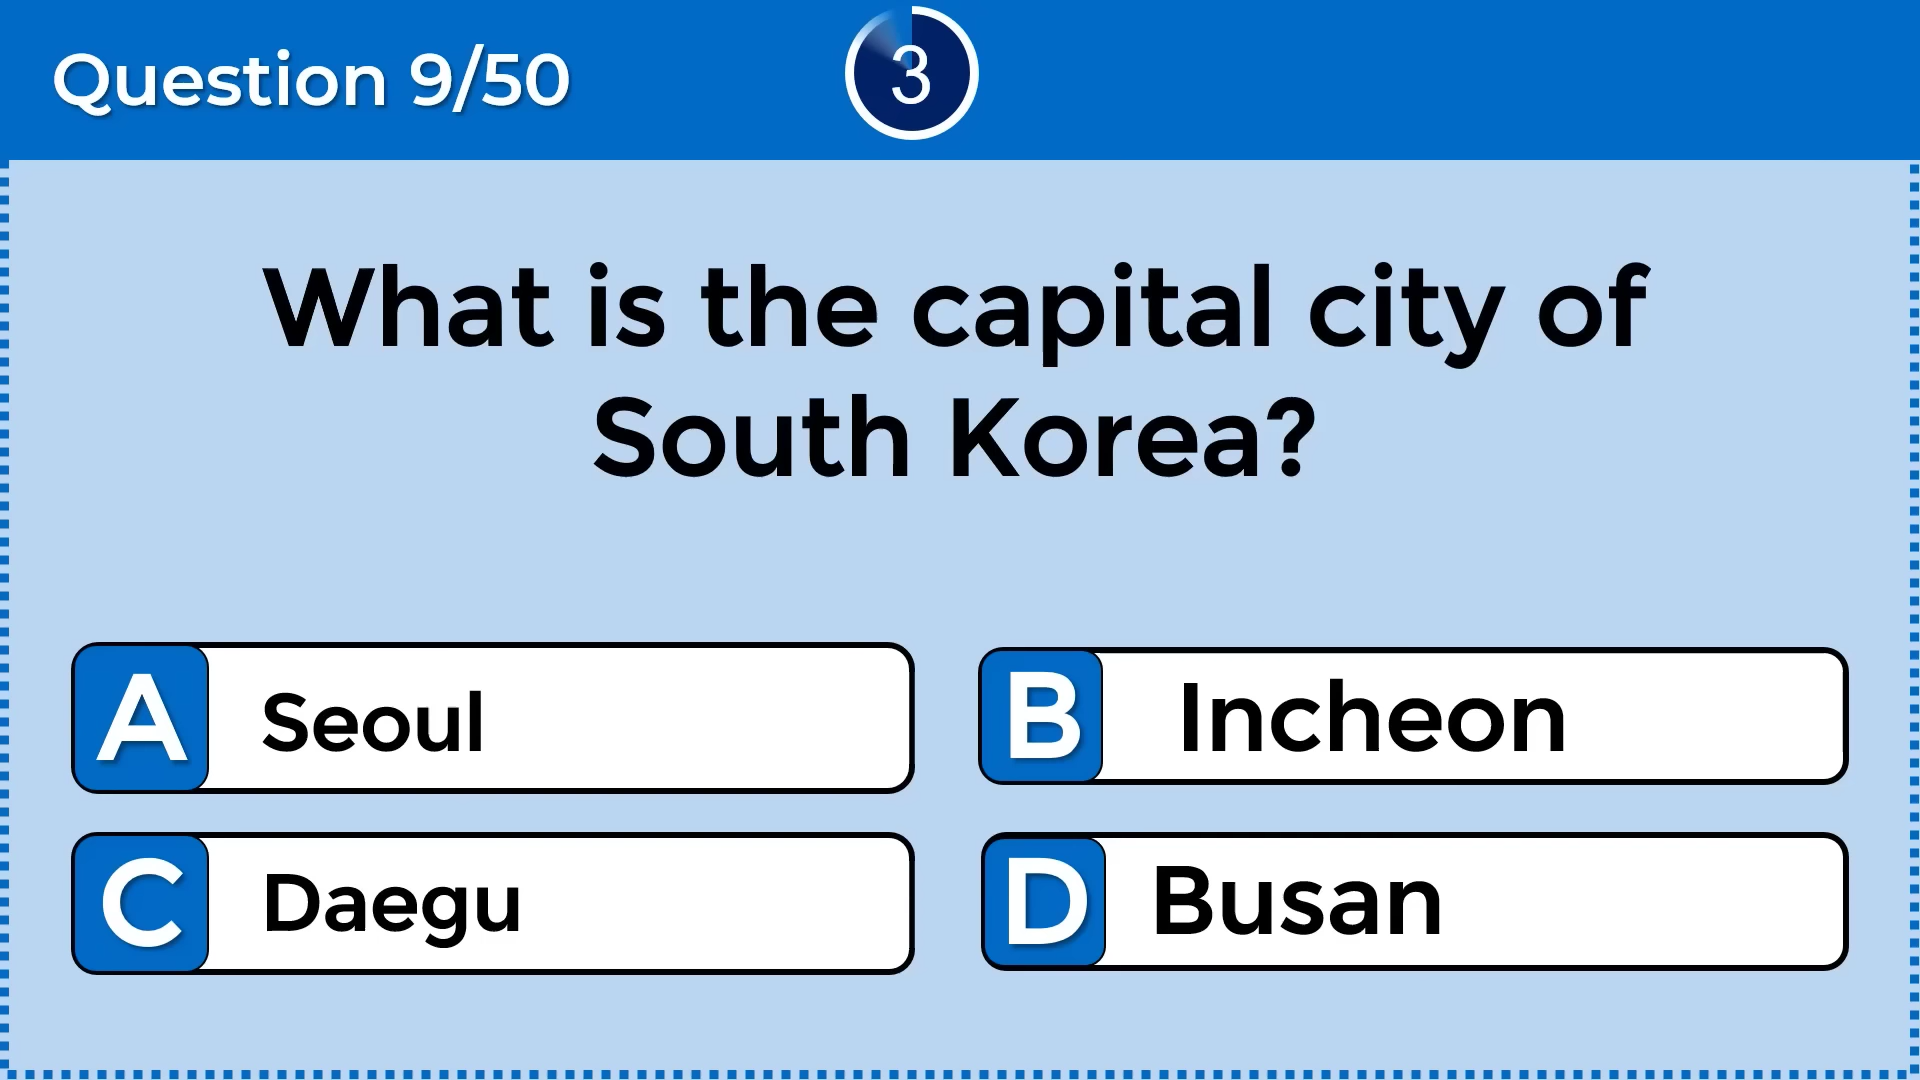 Question 9/50
3
What is the capital city of
South Korea?
A Seoul
B Incheon
C Daegu
D Busan